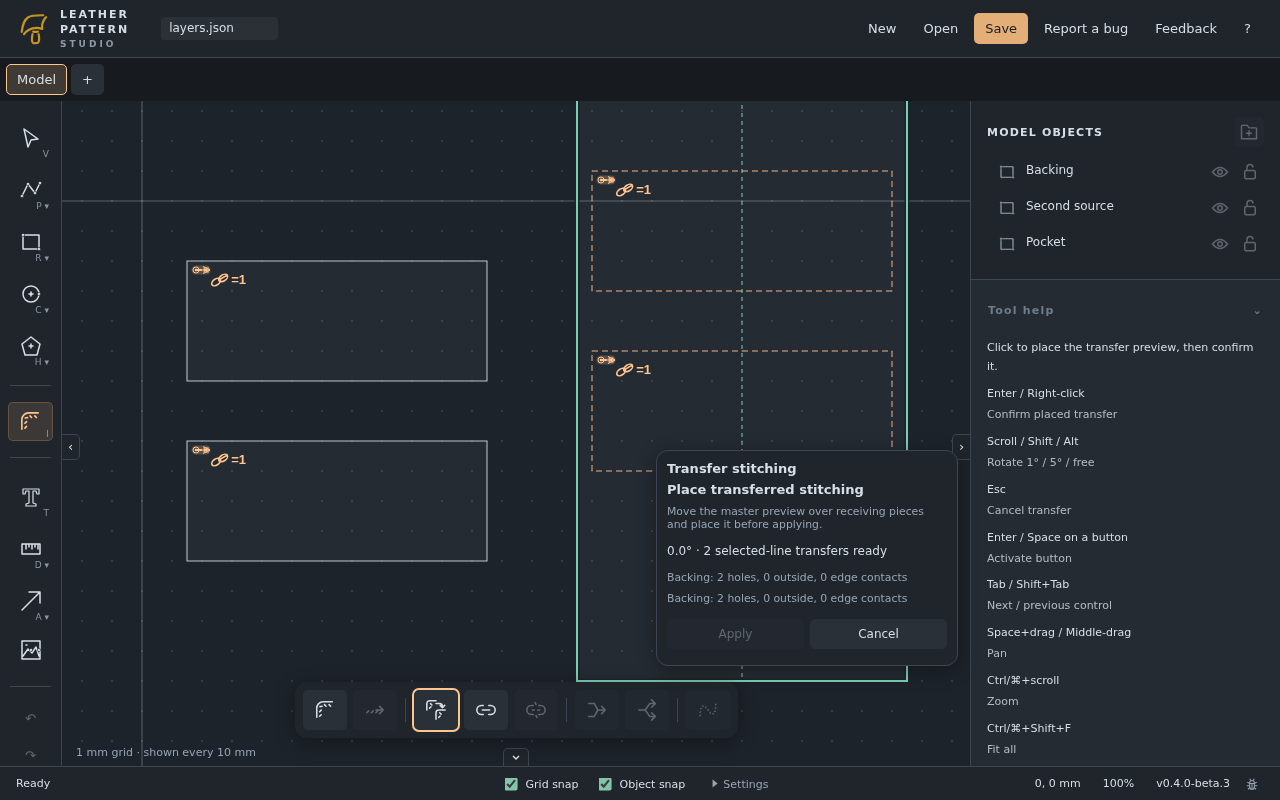 LEATHER
PATTERN
STUDIO
layers.json
New
Open
Save
Report a bug
Feedback
?
Model
+
V
P
R
C
H
I
T
D
A
=1
=1
=1
=1
Transfer stitching
Place transferred stitching
Move the master preview over receiving pieces
and place it before applying.
0.0° · 2 selected-line transfers ready
Backing: 2 holes, 0 outside, 0 edge contacts
Backing: 2 holes, 0 outside, 0 edge contacts
Apply
Cancel
1 mm grid · shown every 10 mm
MODEL OBJECTS
Backing
Second source
Pocket
Tool help
Click to place the transfer preview, then confirm
it.
Enter / Right-click
Confirm placed transfer
Scroll / Shift / Alt
Rotate 1° / 5° / free
Esc
Cancel transfer
Enter / Space on a button
Activate button
Tab / Shift+Tab
Next / previous control
Space+drag / Middle-drag
Pan
Ctrl/⌘+scroll
Zoom
Ctrl/⌘+Shift+F
Fit all
Ready
Grid snap
Object snap
Settings
0, 0 mm
100%
v0.4.0-beta.3